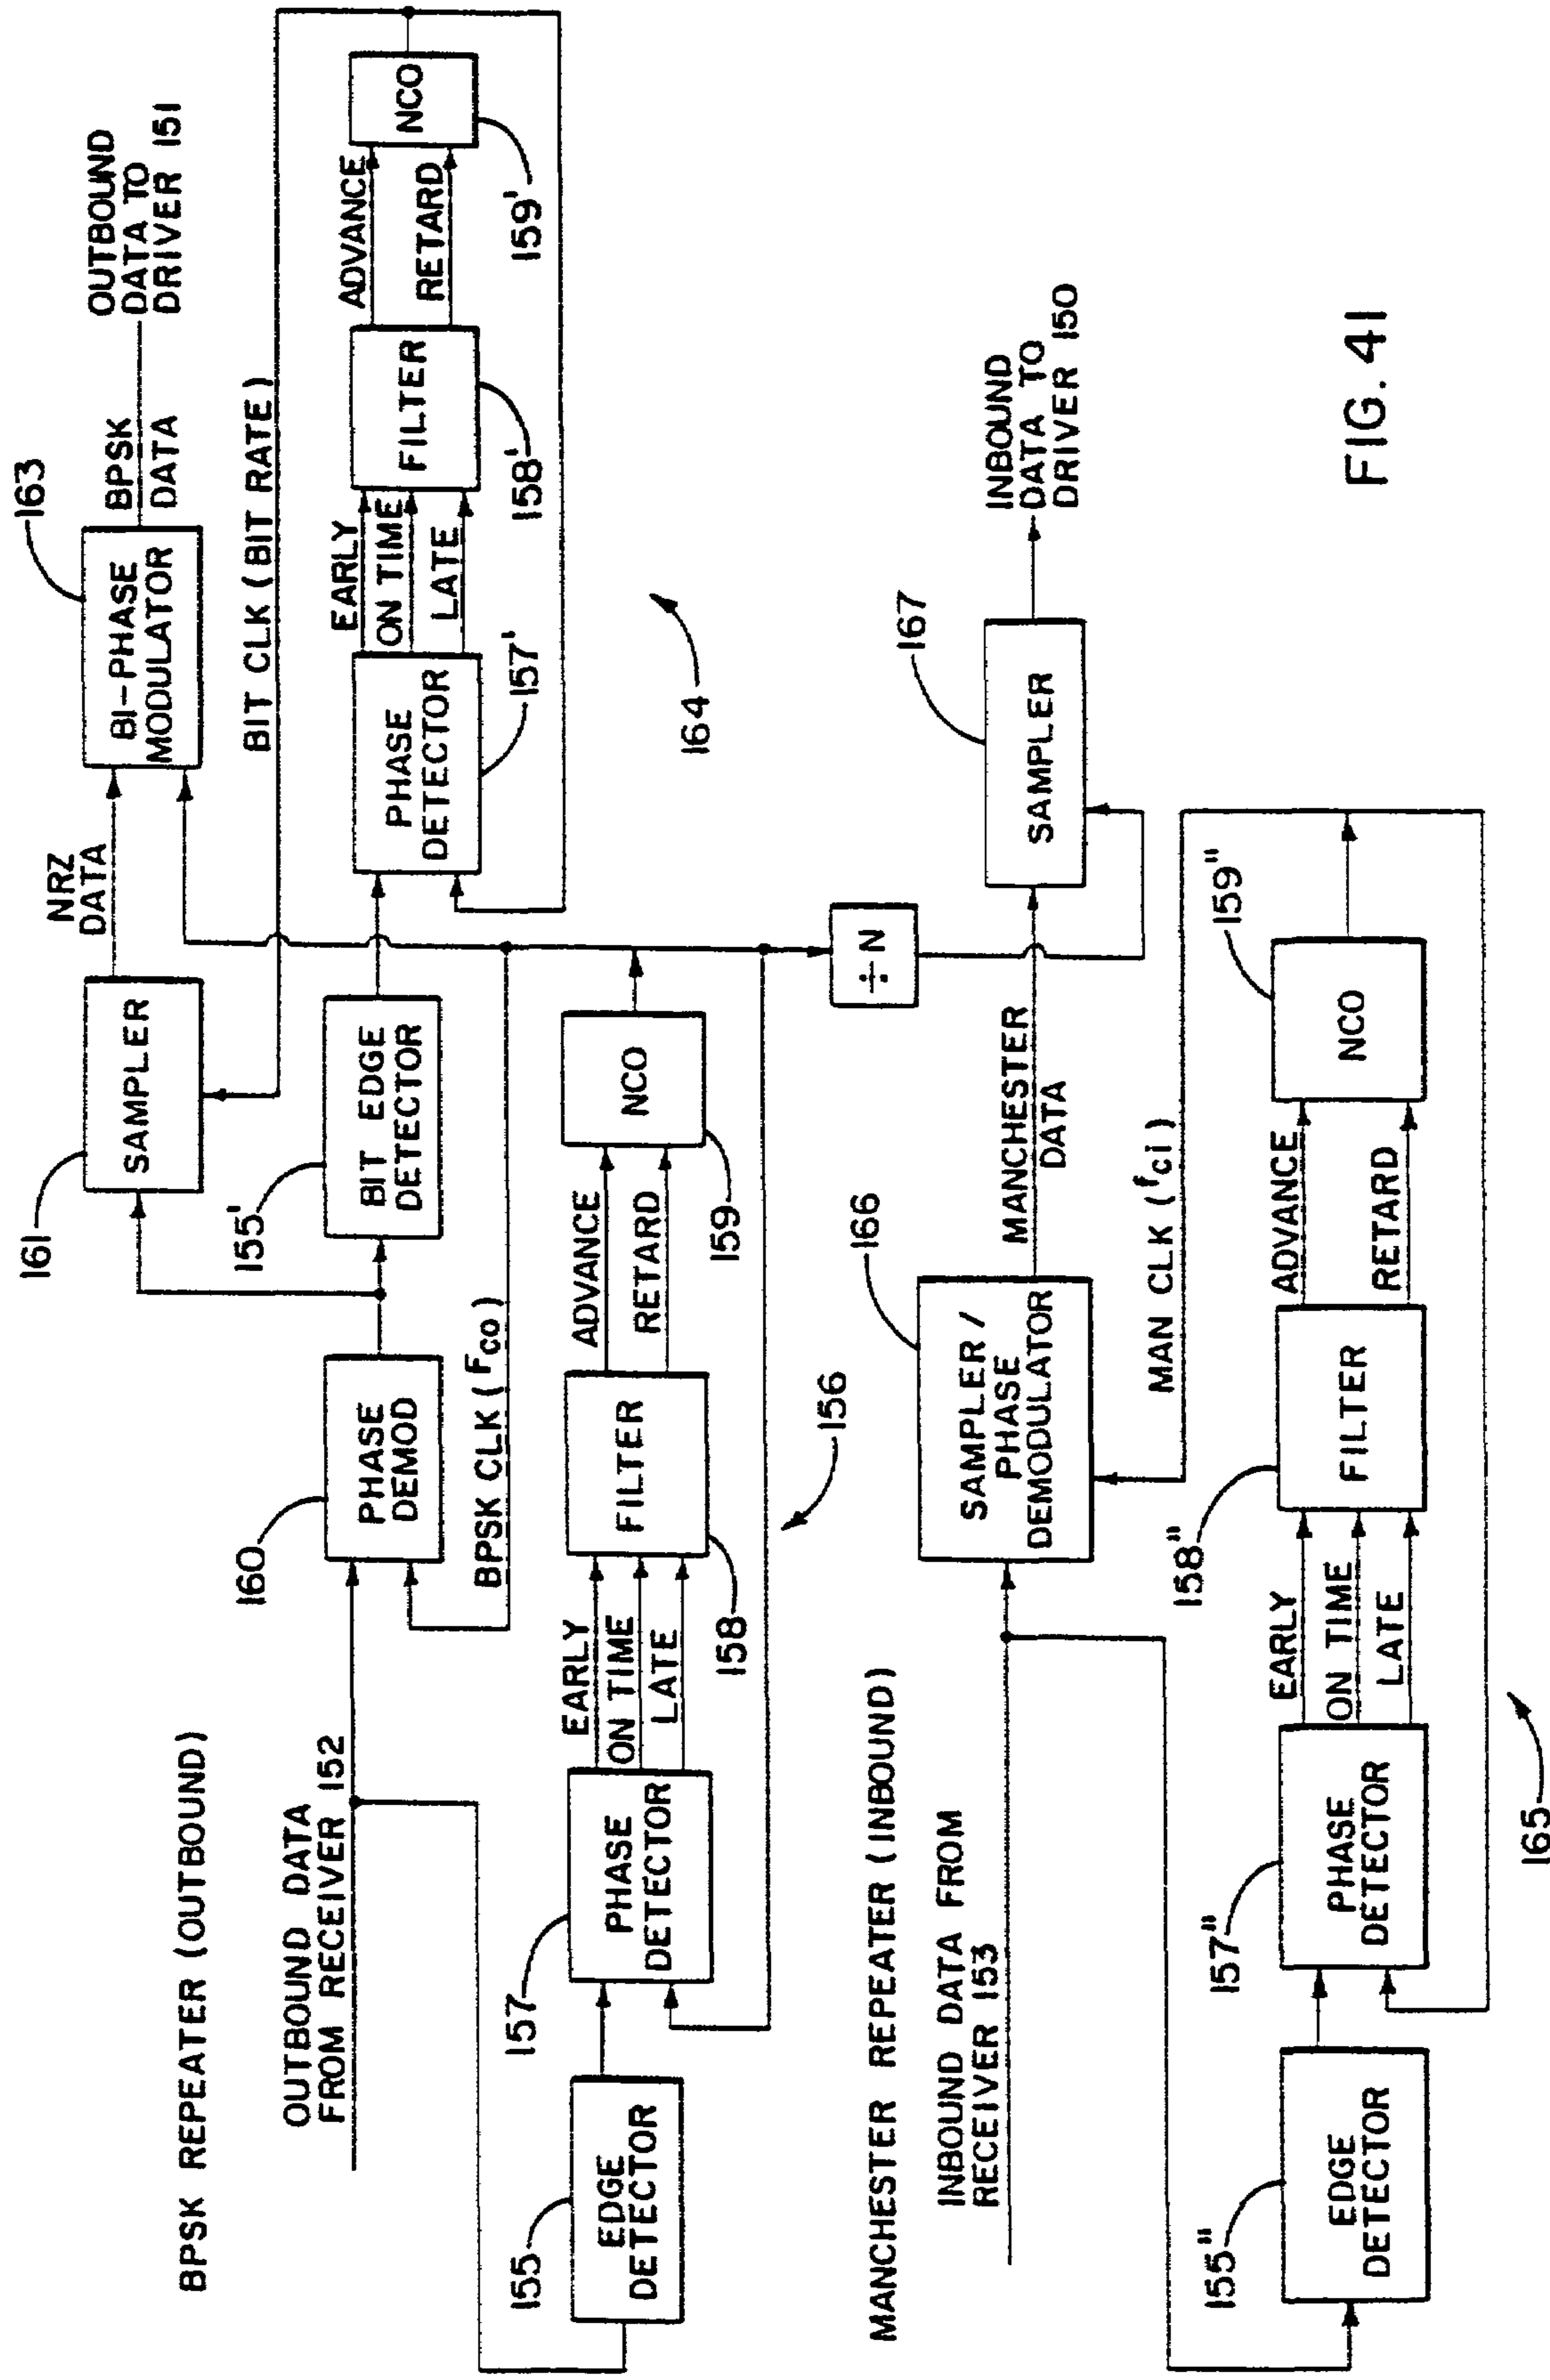 BPSK REPEATER (OUTBOUND)
OUTBOUND DATA
FROM RECEIVER 152
160
PHASE
DEMOD
161
SAMPLER
NRZ
DATA
163
BI-PHASE
MODULATOR
BPSK
DATA
OUTBOUND
DATA TO
DRIVER 151
BIT CLK (BIT RATE)
155'
BIT EDGE
DETECTOR
PHASE
DETECTOR
157'
EARLY
ON TIME
LATE
FILTER
158'
ADVANCE
RETARD
NCO
159'
164
BPSK CLK (Fco)
155
EDGE
DETECTOR
157
PHASE
DETECTOR
EARLY
ON TIME
LATE
FILTER
158
ADVANCE
RETARD
NCO
159
156
÷N
MANCHESTER REPEATER (INBOUND)
INBOUND DATA FROM
RECEIVER 153
166
SAMPLER /
PHASE
DEMODULATOR
MANCHESTER
DATA
167
SAMPLER
INBOUND
DATA TO
DRIVER 150
MAN CLK (fci)
155"
EDGE
DETECTOR
157"
PHASE
DETECTOR
EARLY
ON TIME
LATE
158"
FILTER
ADVANCE
RETARD
159"
NCO
165
FIG. 41